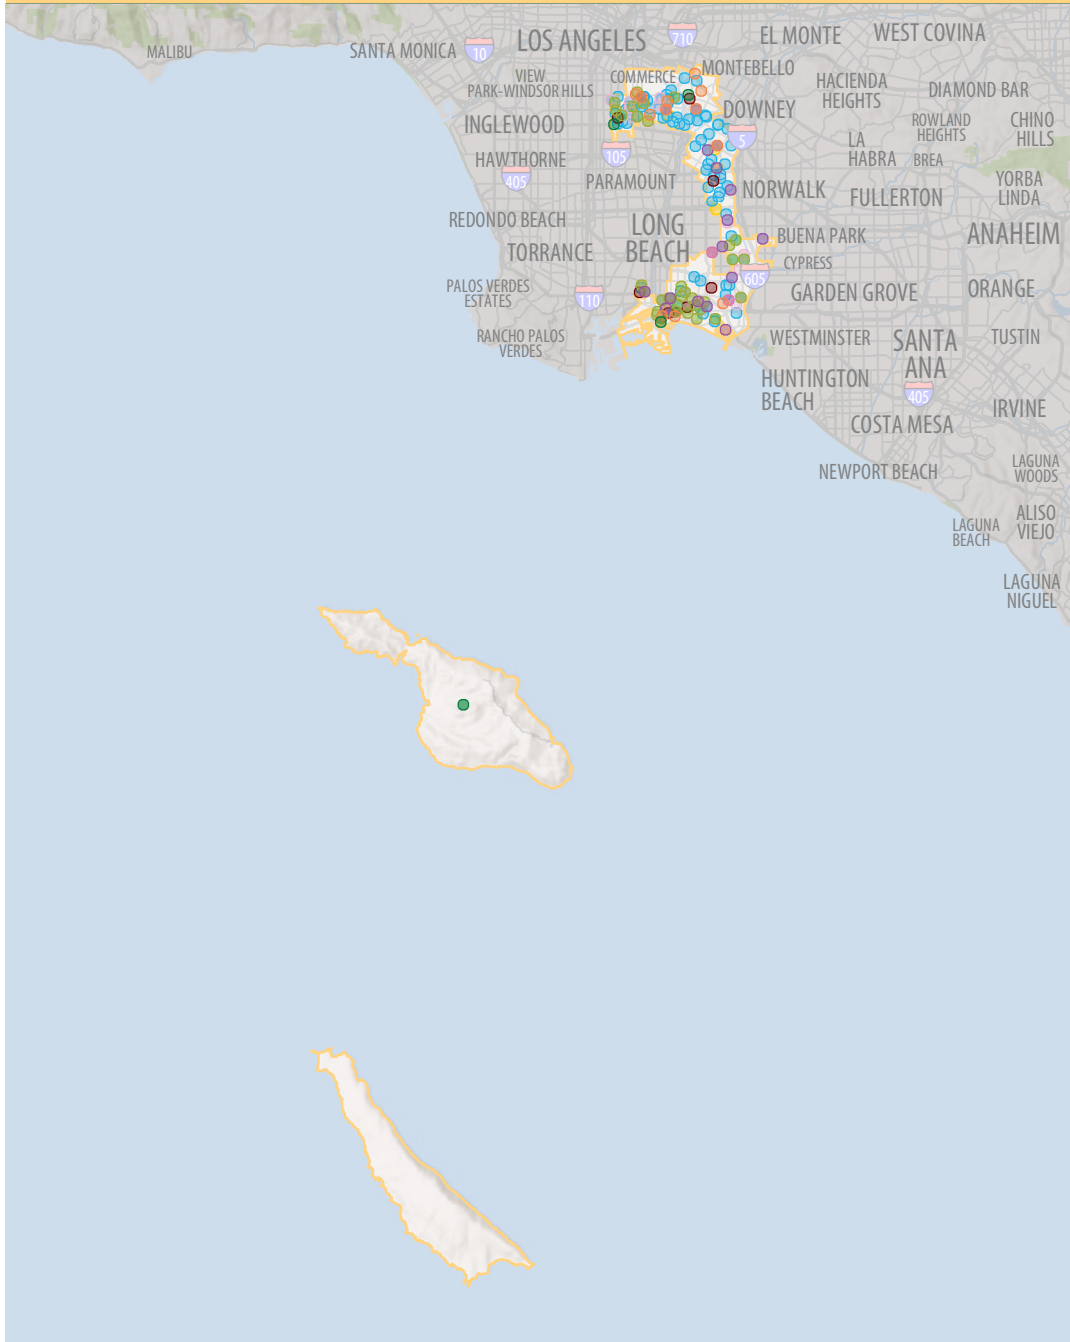 MALIBU
SANTA MONICA
10
LOS ANGELES
710
EL MONTE
WEST COVINA
VIEW
PARK-WINDSOR HILLS
COMMERCE
MONTEBELLO
HACIENDA
HEIGHTS
DIAMOND BAR
INGLEWOOD
DOWNEY
5
ROWLAND
HEIGHTS
CHINO
HILLS
HAWTHORNE
105
LA
HABRA
BREA
405
PARAMOUNT
NORWALK
FULLERTON
YORBA
LINDA
REDONDO BEACH
LONG
BEACH
BUENA PARK
ANAHEIM
TORRANCE
CYPRESS
605
PALOS VERDES
ESTATES
110
GARDEN GROVE
ORANGE
RANCHO PALOS
VERDES
WESTMINSTER
SANTA
ANA
TUSTIN
HUNTINGTON
BEACH
405
COSTA MESA
IRVINE
NEWPORT BEACH
LAGUNA
WOODS
LAGUNA
BEACH
ALISO
VIEJO
LAGUNA
NIGUEL